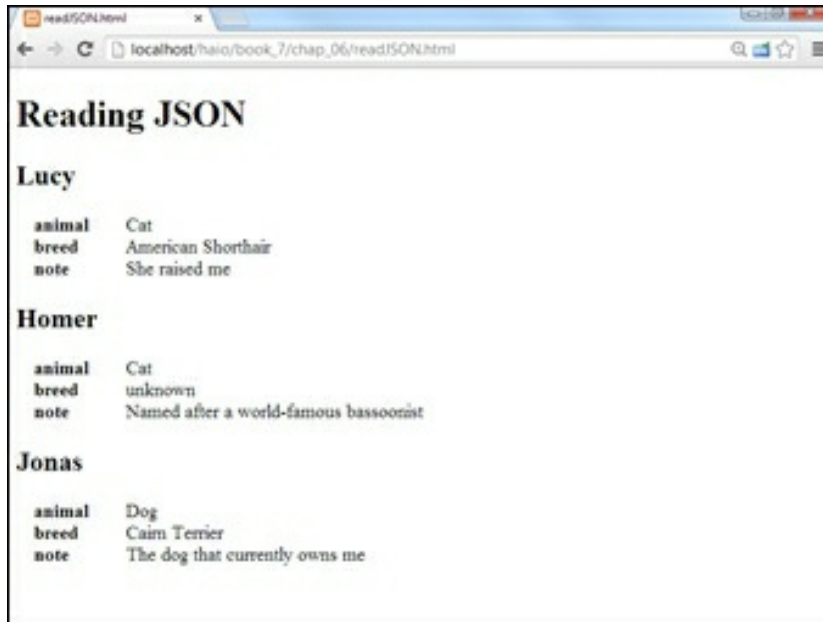 readJSON.html
localhost/haio/book_7/chap_06/readJSON.html
Reading JSON
Lucy
animal Cat
breed American Shorthair
note She raised me
Homer
animal Cat
breed unknown
note Named after a world-famous bassoonist
Jonas
animal Dog
breed Cairn Terrier
note The dog that currently owns me